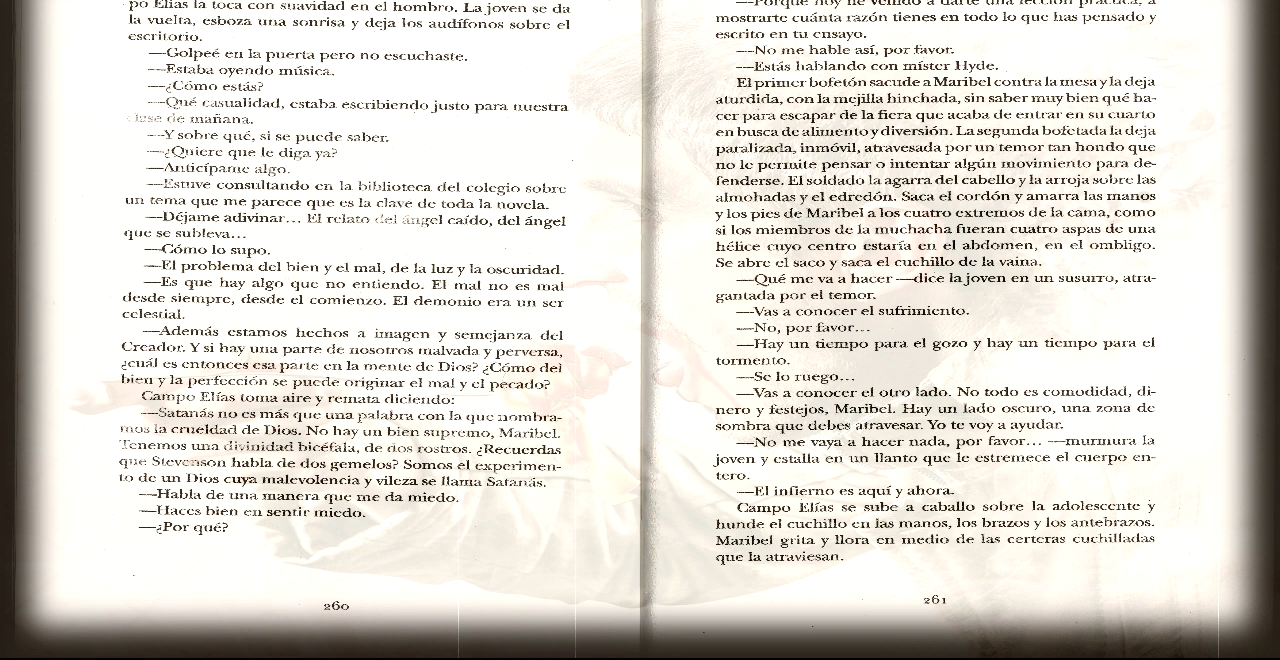 po Elías la toca con suavidad en el hombro. La joven se da
la vuelta, esboza una sonrisa y deja los audífonos sobre el
escritorio.
—Golpeé en la puerta pero no escuchaste.
—Estaba oyendo música.
—¿Cómo estás?
—Qué casualidad, estaba escribiendo justo para nuestra
clase de mañana.
—Y sobre qué, si se puede saber.
—¿Quiere que le diga ya?
—Anticípame algo.
—Estuve consultando en la biblioteca del colegio sobre
un tema que me parece que es la clave de toda la novela.
—Déjame adivinar... El relato del ángel caído, del ángel
que se subleva...
—Cómo lo supo.
—El problema del bien y el mal, de la luz y la oscuridad.
—Es que hay algo que no entiendo. El mal no es mal
desde siempre, desde el comienzo. El demonio era un ser
celestial.
—Además estamos hechos a imagen y semejanza del
Creador. Y si hay una parte de nosotros malvada y perversa,
¿cuál es entonces esa parte en la mente de Dios? ¿Cómo del
bien y la perfección se puede originar el mal y el pecado?
Campo Elías toma aire y remata diciendo:
—Satanás no es más que una palabra con la que nombra-
mos la crueldad de Dios. No hay un bien supremo, Maribel.
Tenemos una divinidad bicéfala, de dos rostros. ¿Recuerdas
que Stevenson habla de dos gemelos? Somos el experimen-
to de un Dios cuya malevolencia y vileza se llama Satanás.
—Habla de una manera que me da miedo.
—Haces bien en sentir miedo.
—¿Por qué?
260
—Porque hoy he venido a darte una lección práctica, a
mostrarte cuánta razón tienes en todo lo que has pensado y
escrito en tu ensayo.
—No me hable así, por favor.
—Estás hablando con míster Hyde.
El primer bofetón sacude a Maribel contra la mesa y la deja
aturdida, con la mejilla hinchada, sin saber muy bien qué ha-
cer para escapar de la fiera que acaba de entrar en su cuarto
en busca de alimento y diversión. La segunda bofetada la deja
paralizada, inmóvil, atravesada por un temor tan hondo que
no le permite pensar o intentar algún movimiento para de-
fenderse. El soldado la agarra del cabello y la arroja sobre las
almohadas y el edredón. Saca el cordón y amarra las manos
y los pies de Maribel a los cuatro extremos de la cama, como
si los miembros de la muchacha fueran cuatro aspas de una
hélice cuyo centro estaría en el abdomen, en el ombligo.
Se abre el saco y saca el cuchillo de la vaina.
—Qué me va a hacer —dice la joven en un susurro, atra-
gantada por el temor.
—Vas a conocer el sufrimiento.
—No, por favor...
—Hay un tiempo para el gozo y hay un tiempo para el
tormento.
—Se lo ruego...
—Vas a conocer el otro lado. No todo es comodidad, di-
nero y festejos, Maribel. Hay un lado oscuro, una zona de
sombra que debes atravesar. Yo te voy a ayudar.
—No me vaya a hacer nada, por favor... —murmura la
joven y estalla en un llanto que le estremece el cuerpo en-
tero.
—El infierno es aquí y ahora.
Campo Elías se sube a caballo sobre la adolescente y
hunde el cuchillo en las manos, los brazos y los antebrazos.
Maribel grita y llora en medio de las certeras cuchilladas
que la atraviesan.
261